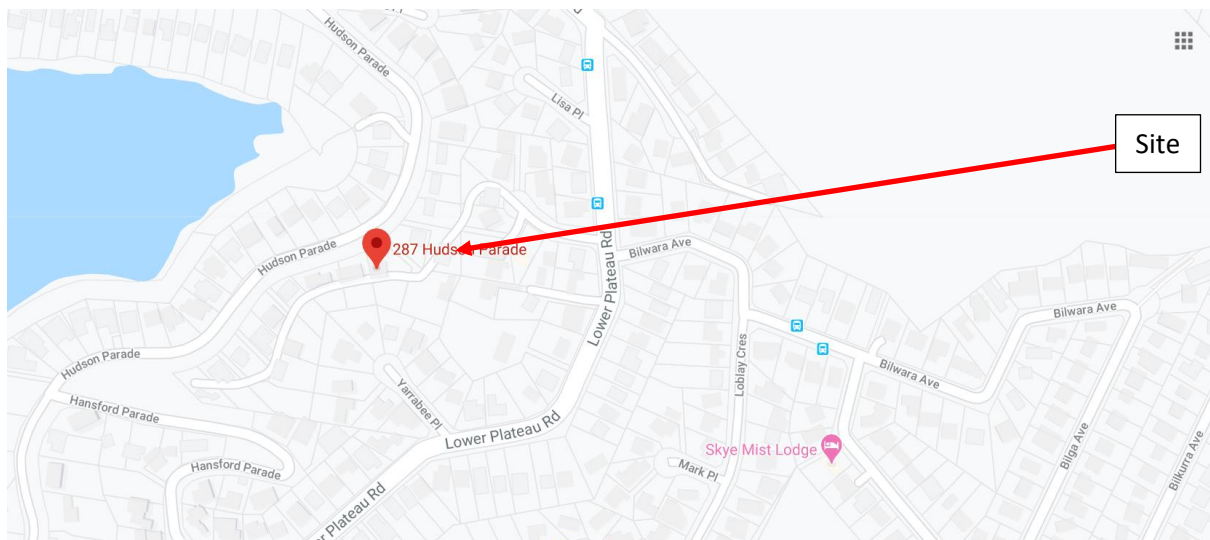 Hudson Parade
Lisa Pl
Site
287 Hudson Parade
Hudson Parade
Bilwara Ave
Lower Plateau Rd
Bilwara Ave
Hudson Parade
Loblay Cres
Bilwara Ave
Hansford Parade
Yarrabee Pl
Lower Plateau Rd
Skye Mist Lodge
Bilga Ave
Bilkurra Ave
Hansford Parade
Mark Pl
Plateau Rd